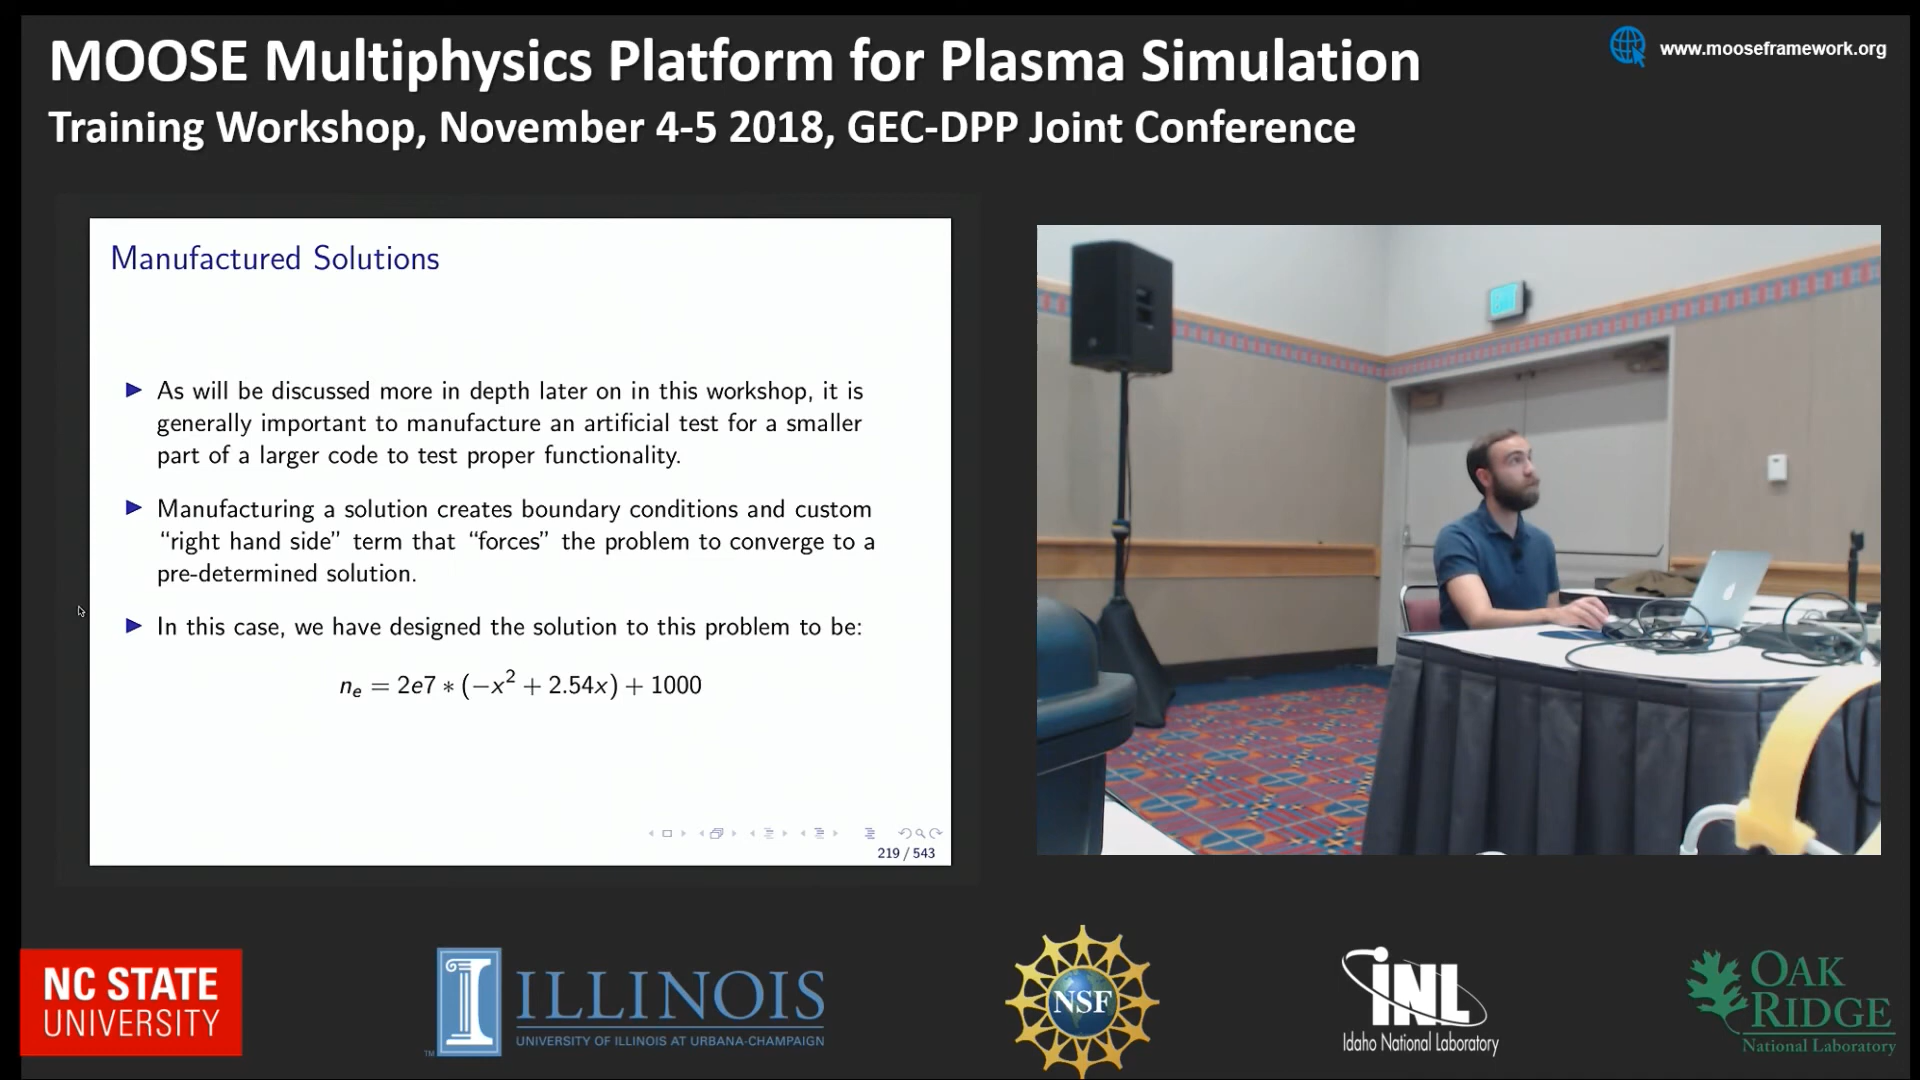 MOOSE Multiphysics Platform for Plasma Simulation
www.mooseframework.org
Training Workshop, November 4-5 2018, GEC-DPP Joint Conference
Manufactured Solutions
As will be discussed more in depth later on in this workshop, it is
generally important to manufacture an artificial test for a smaller
part of a larger code to test proper functionality.
Manufacturing a solution creates boundary conditions and custom
“right hand side” term that “forces” the problem to converge to a
pre-determined solution.
In this case, we have designed the solution to this problem to be:
nₑ = 2e7 ∗ (−x² + 2.54x) + 1000
219 / 543
NC STATE
UNIVERSITY
I ILLINOIS
UNIVERSITY OF ILLINOIS AT URBANA-CHAMPAIGN
TM
NSF
INL
Idaho National Laboratory
OAK
RIDGE
National Laboratory